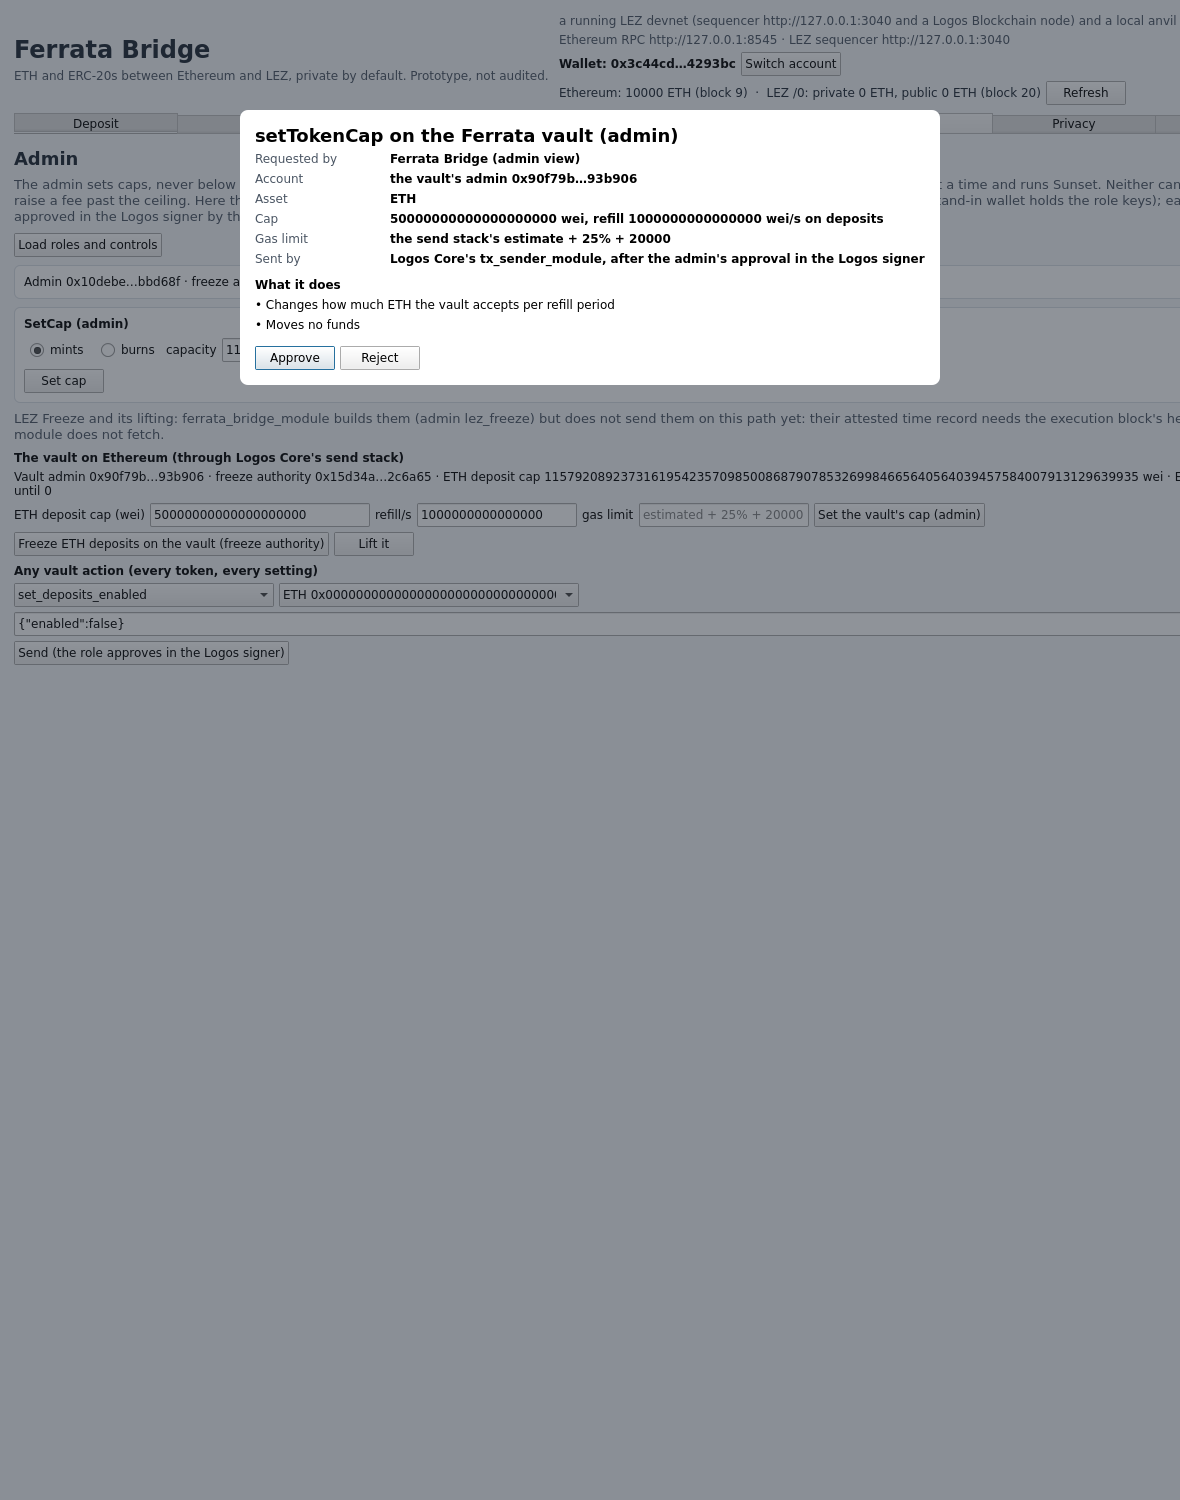 a running LEZ devnet (sequencer http://127.0.0.1:3040 and a Logos Blockchain node) and a local anvil
Ferrata Bridge
Ethereum RPC http://127.0.0.1:8545 · LEZ sequencer http://127.0.0.1:3040
Wallet: 0x3c44cd…4293bc Switch account
ETH and ERC-20s between Ethereum and LEZ, private by default. Prototype, not audited.
Ethereum: 10000 ETH (block 9) · LEZ /0: private 0 ETH, public 0 ETH (block 20) Refresh
Deposit Privacy
setTokenCap on the Ferrata vault (admin)
Requested by Ferrata Bridge (admin view)
Account the vault's admin 0x90f79b…93b906
Asset ETH
Cap 50000000000000000000 wei, refill 1000000000000000 wei/s on deposits
Gas limit the send stack's estimate + 25% + 20000
Sent by Logos Core's tx_sender_module, after the admin's approval in the Logos signer
What it does
• Changes how much ETH the vault accepts per refill period
• Moves no funds
Approve Reject
Admin
The admin sets caps, never below a time and runs Sunset. Neither can
raise a fee past the ceiling. Here
approved in the Logos signer by
Load roles and controls
Admin 0x10debe…bbd68f · freeze
SetCap (admin)
mints burns capacity 11
Set cap
LEZ Freeze and its lifting: ferrata_bridge_module builds them (admin lez_freeze) but does not send them on this path yet: their attested time record needs the execution block's
module does not fetch.
The vault on Ethereum (through Logos Core's send stack)
Vault admin 0x90f79b…93b906 · freeze authority 0x15d34a…2c6a65 · ETH deposit cap 115792089237316195423570985008687907853269984665640564039457584007913129639935 wei ·
until 0
ETH deposit cap (wei) 50000000000000000000 refill/s 1000000000000000 gas limit estimated + 25% + 20000 Set the vault's cap (admin)
Freeze ETH deposits on the vault (freeze authority) Lift it
Any vault action (every token, every setting)
set_deposits_enabled ETH
{"enabled":false}
Send (the role approves in the Logos signer)